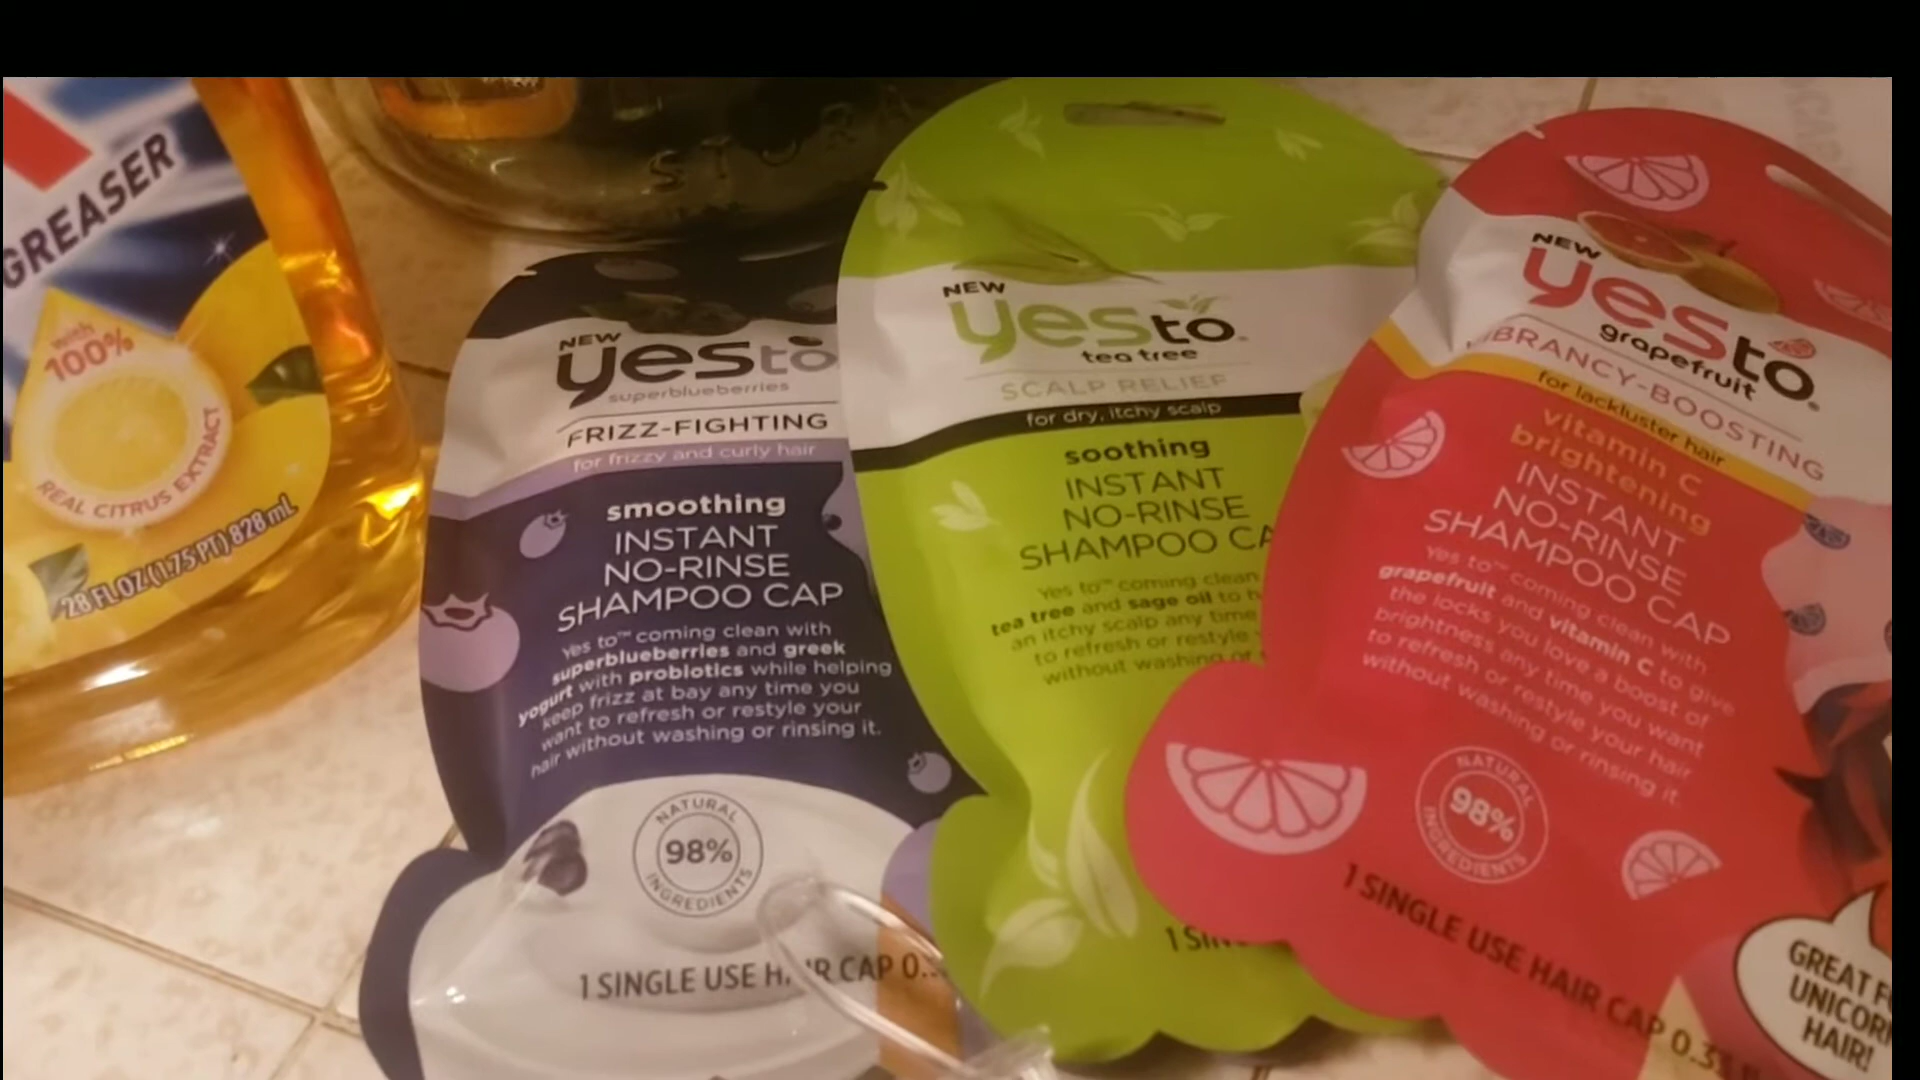 GREASER
with
100%
REAL CITRUS EXTRACT
28 FL OZ (1.75 PT) 828 mL
NEW
yes to
superblueberries
FRIZZ-FIGHTING
for frizzy and curly hair
smoothing
INSTANT
NO-RINSE
SHAMPOO CAP
Yes to™ coming clean with
superblueberries and greek
yogurt with probiotics while helping
keep frizz at bay any time you
want to refresh or restyle your
hair without washing or rinsing it.
NATURAL
98%
INGREDIENTS
1 SINGLE USE HAIR CAP
NEW
yes to
tea tree
SCALP RELIEF
for dry, itchy scalp
soothing
INSTANT
NO-RINSE
SHAMPOO
Yes to™ coming clean
tea tree and sage oil to
an itchy scalp any time
to refresh or restyle
without washing or
1
NEW
yes to
grapefruit
VIBRANCY-BOOSTING
for lackluster hair
vitamin C
brightening
INSTANT
NO-RINSE
SHAMPOO CAP
Yes to™ coming clean with
grapefruit and vitamin C to give
the locks you love a boost of
brightness any time you want
to refresh or restyle your hair
without washing or rinsing it.
NATURAL
98%
INGREDIENTS
1 SINGLE USE HAIR CAP
GREAT
UNICORN
HAIR!